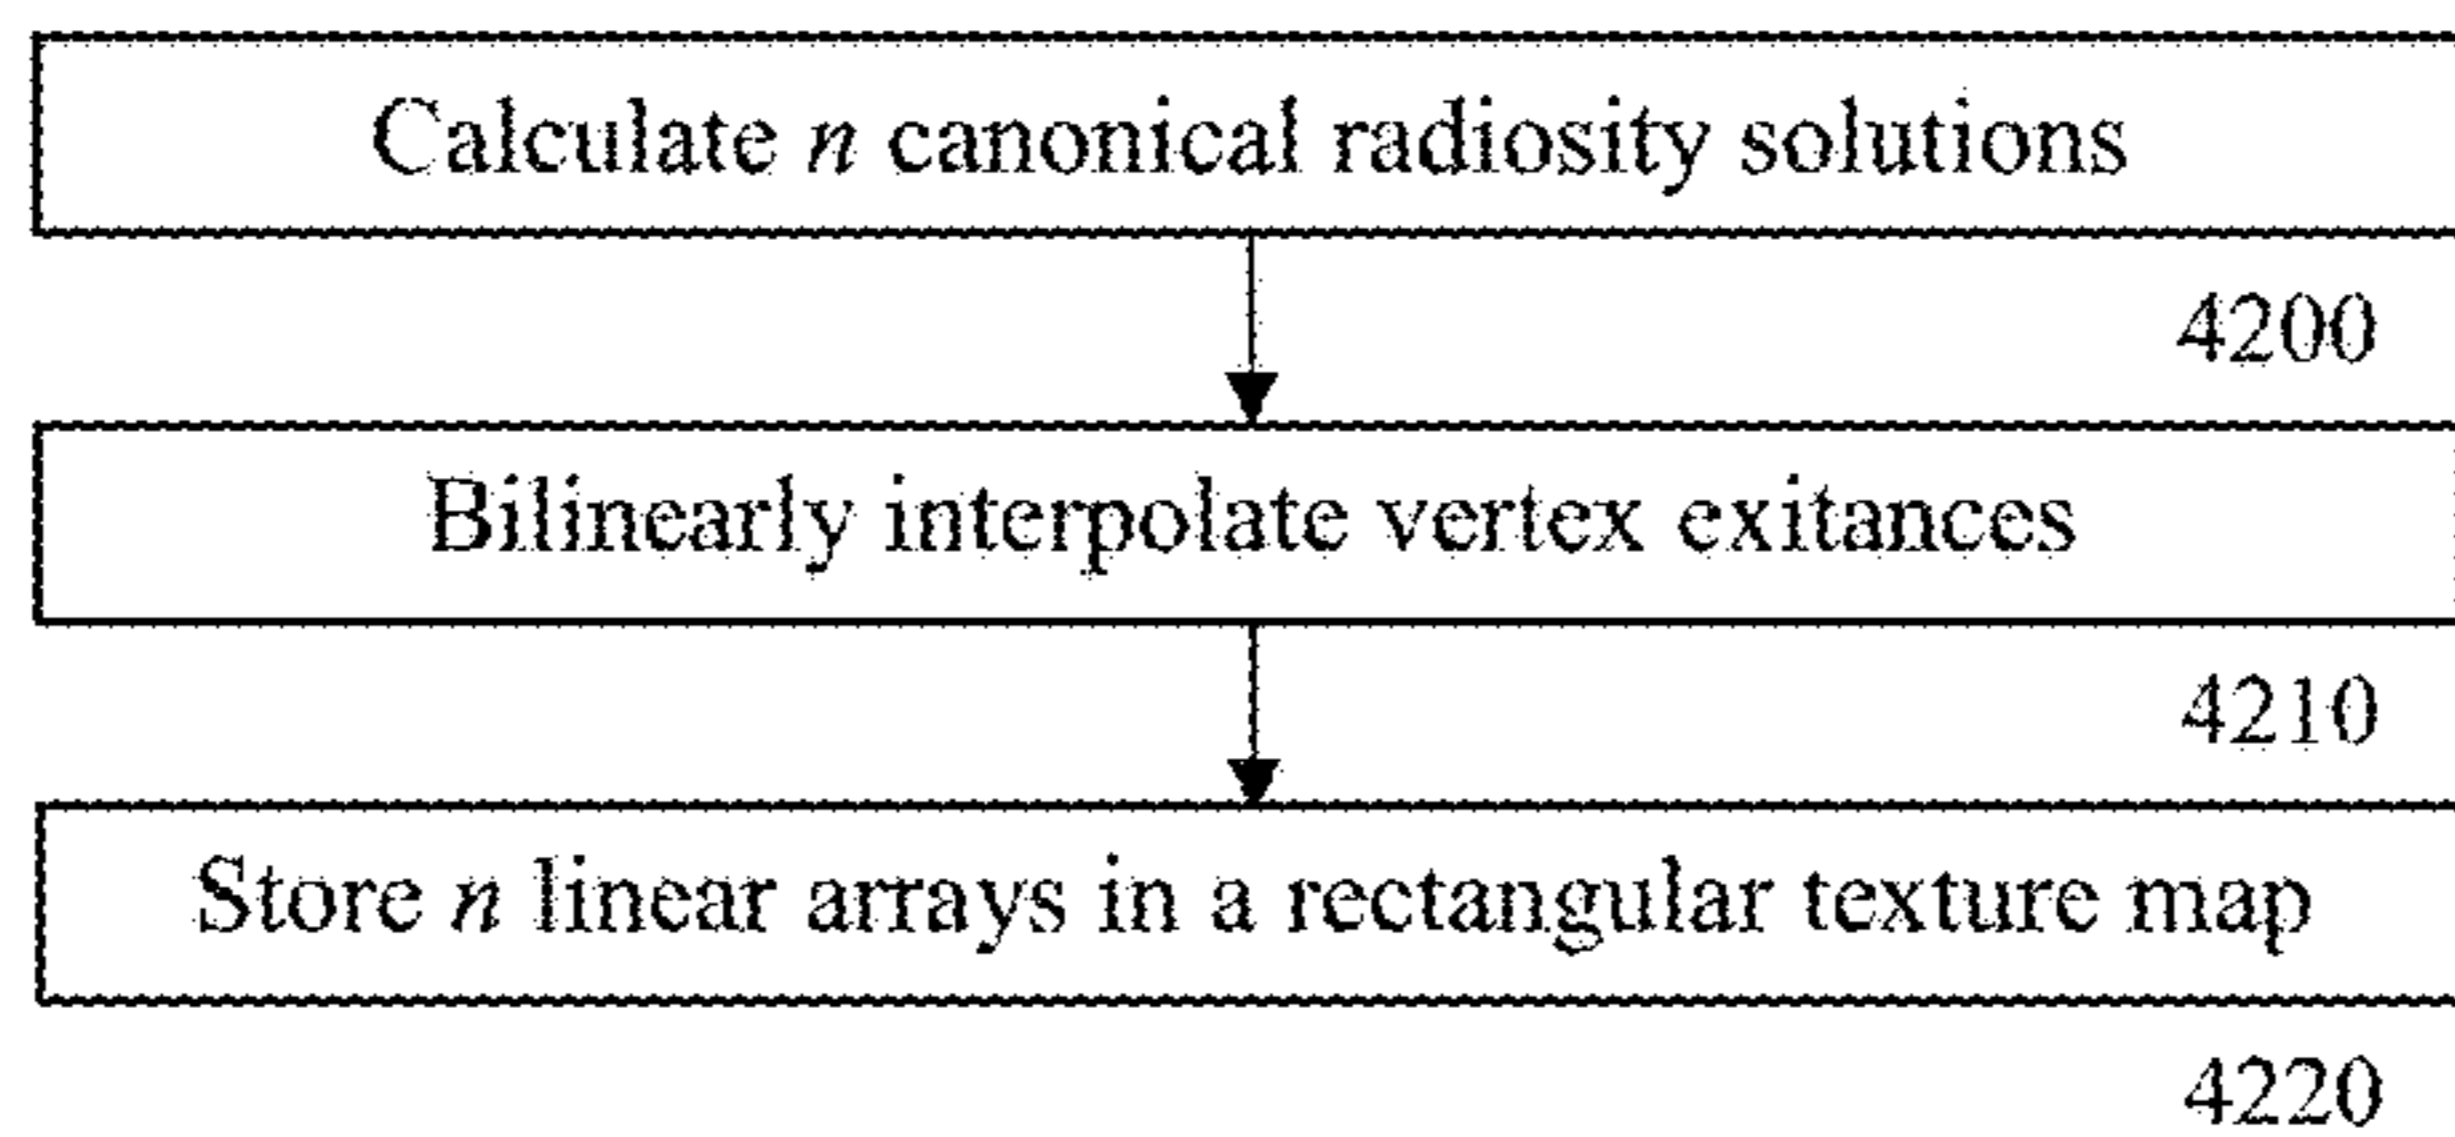 Calculate n canonical radiosity solutions
4200
Bilinearly interpolate vertex exitances
4210
Store n linear arrays in a rectangular texture map
4220